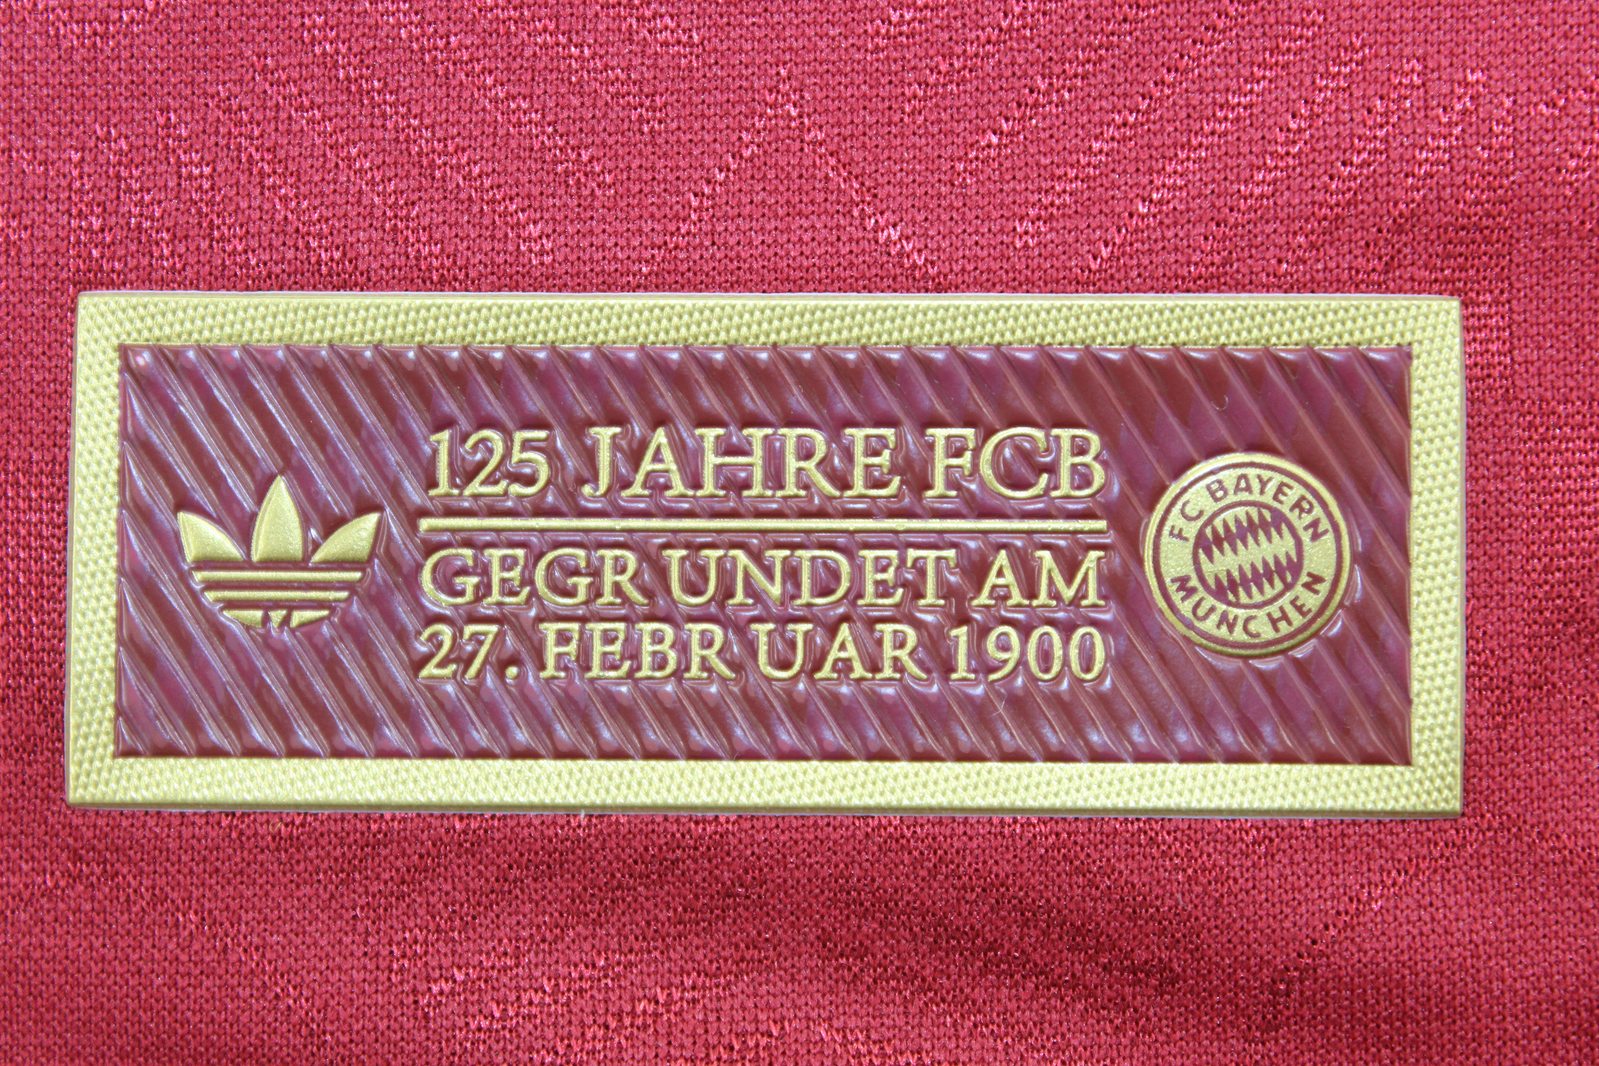 125 JAHRE FCB
GEGRUNDET AM
27. FEBRUAR 1900
FC BAYERN
MUNCHEN